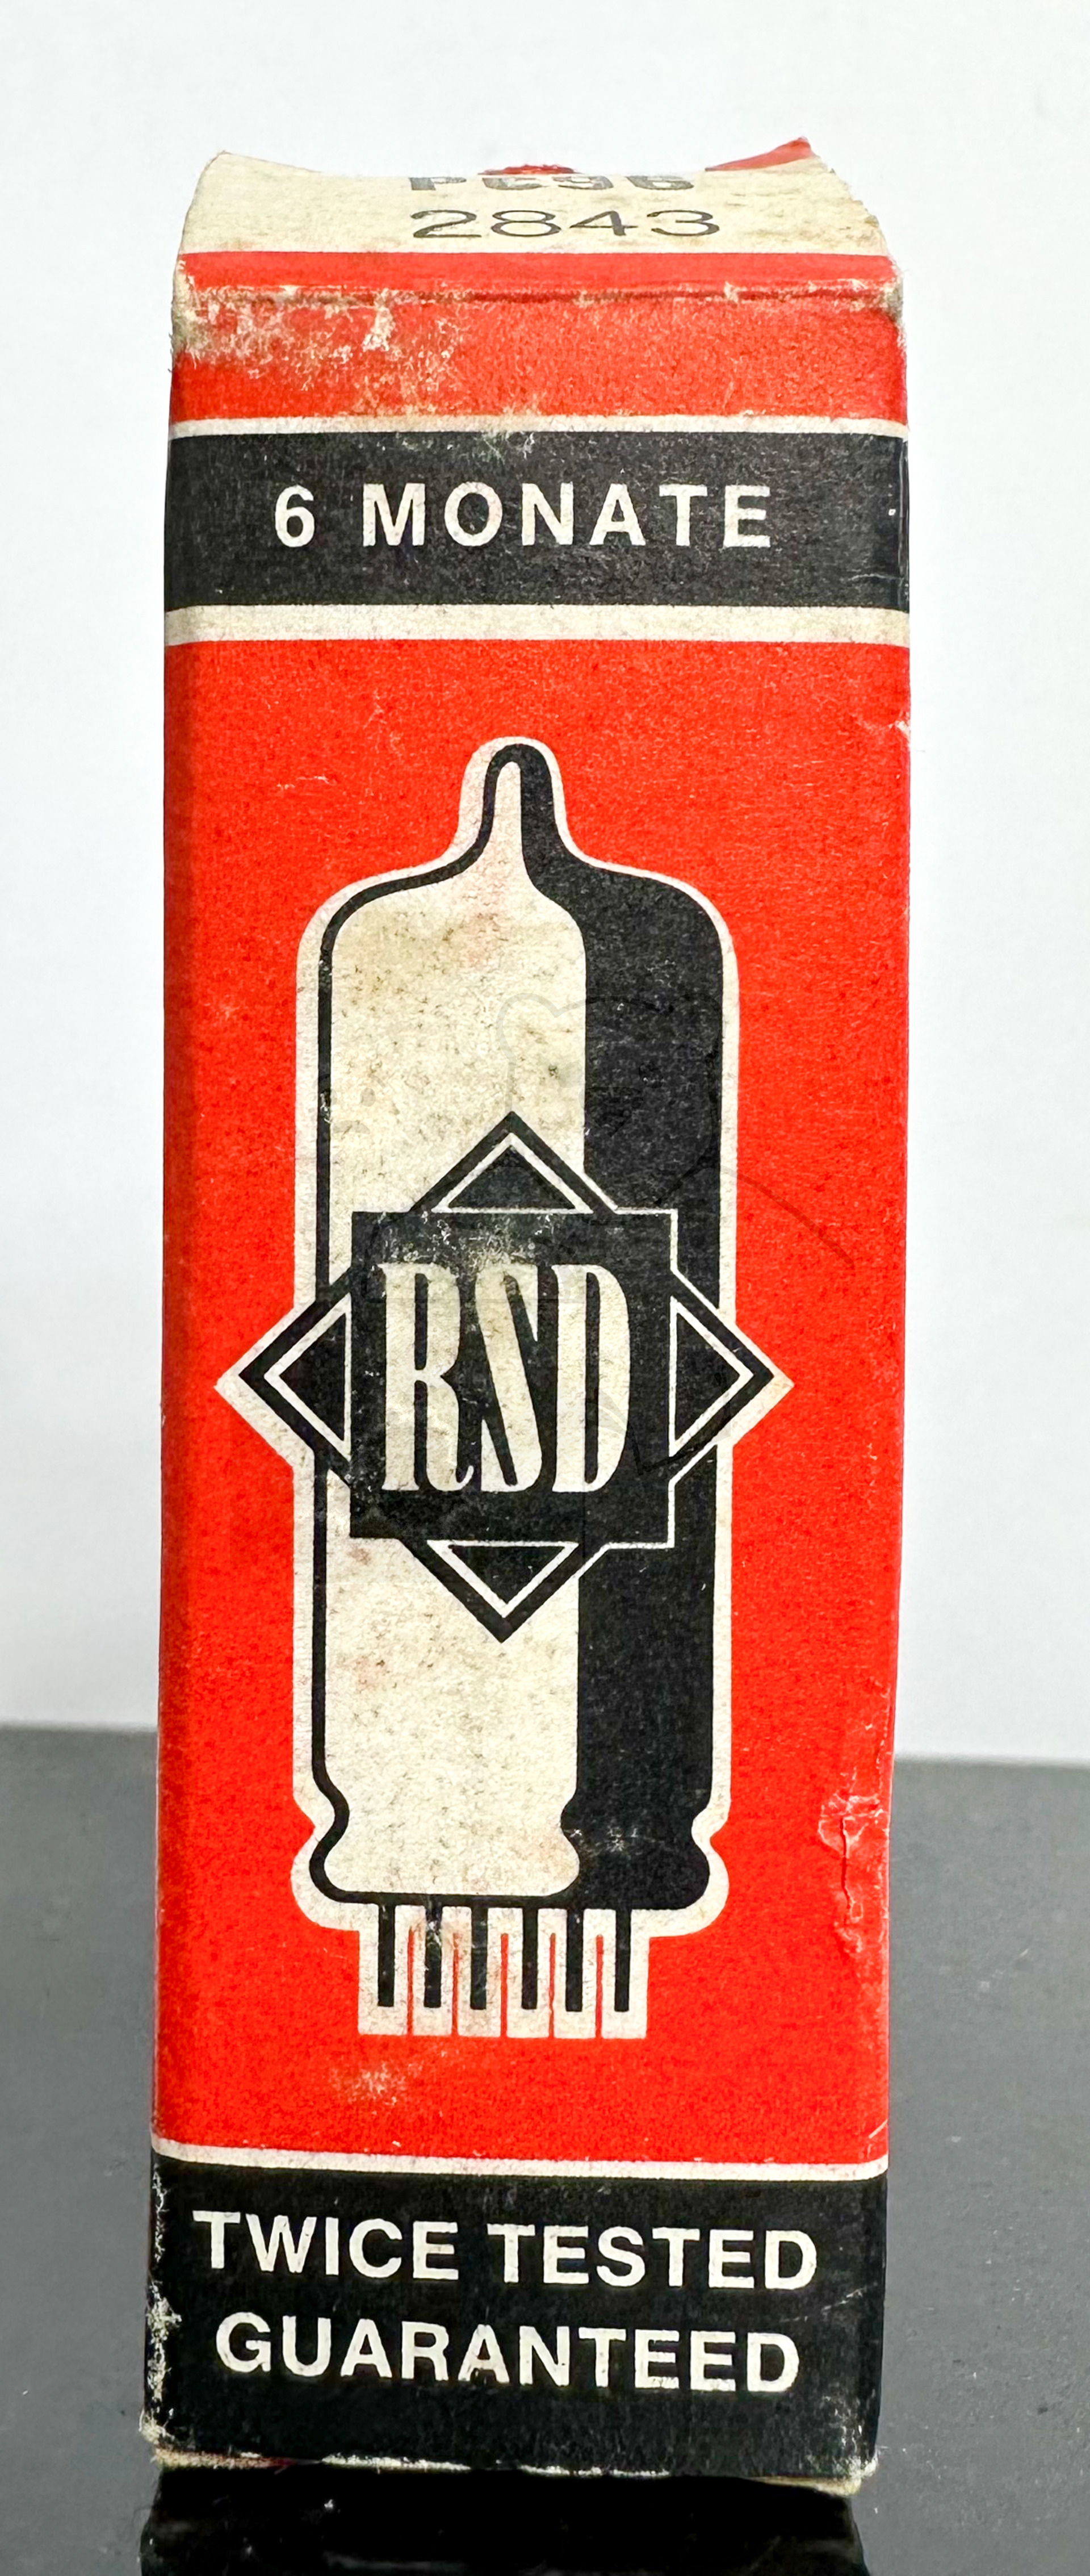 2843
6 MONATE
RSD
TWICE TESTED
GUARANTEED